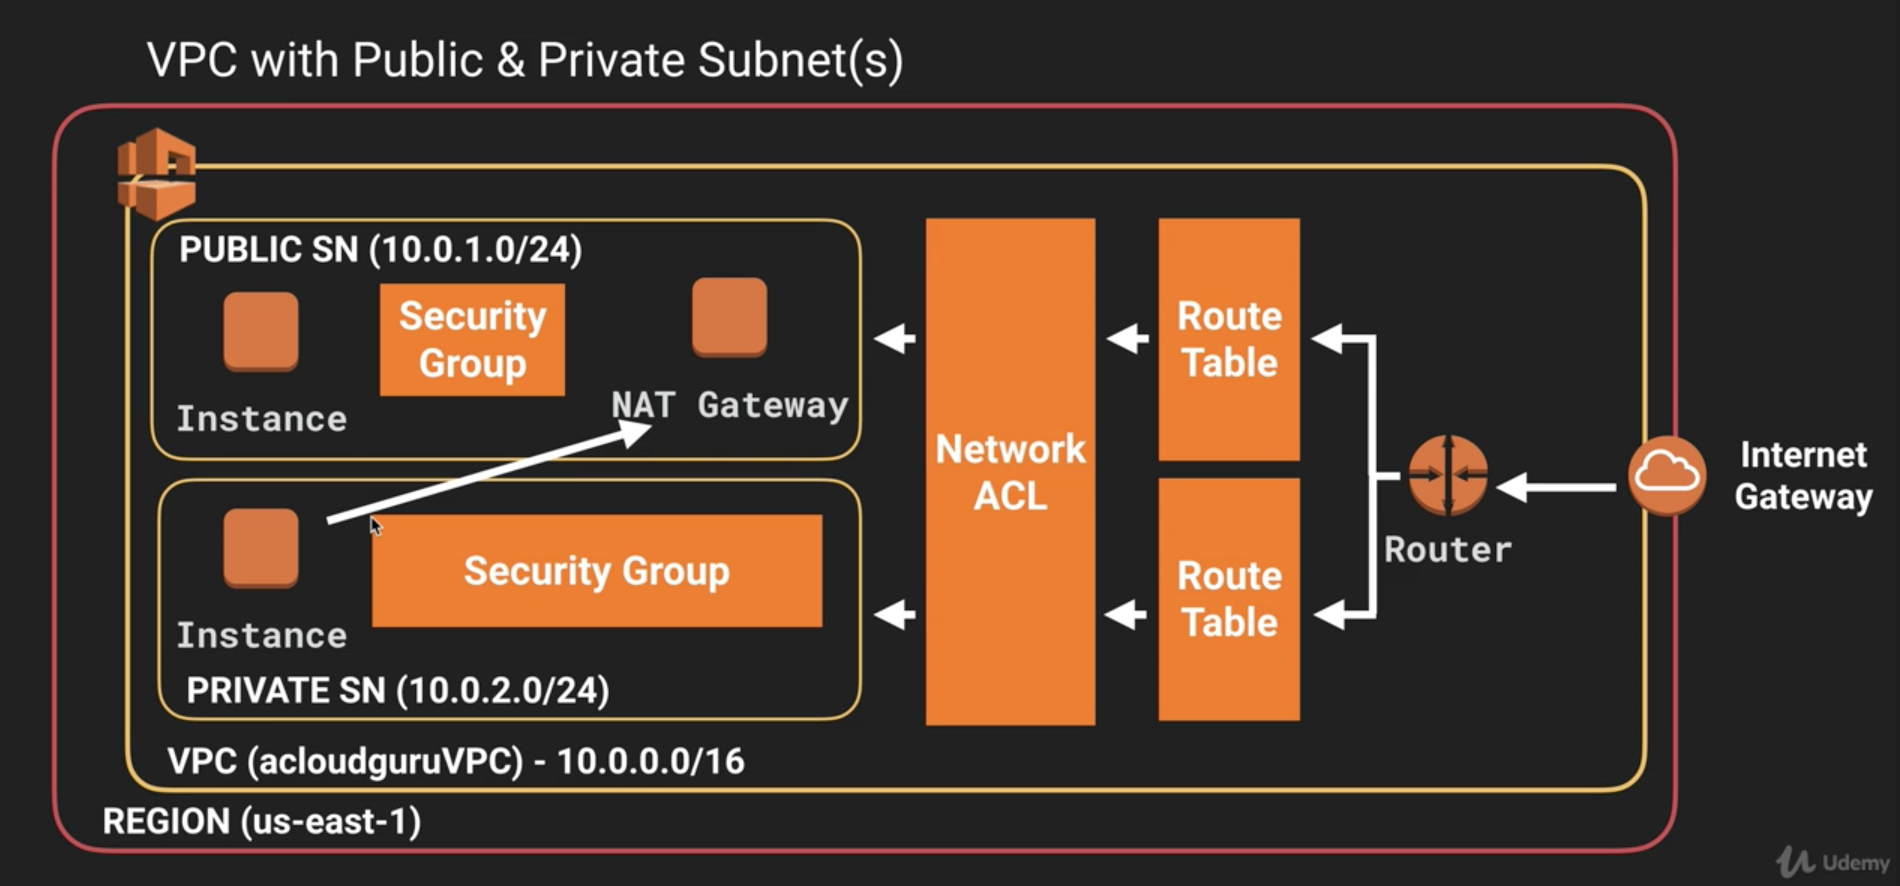 VPC with Public & Private Subnet(s)
PUBLIC SN (10.0.1.0/24)
Security
Group
Instance
NAT Gateway
Instance
Security Group
PRIVATE SN (10.0.2.0/24)
VPC (acloudguruVPC) - 10.0.0.0/16
REGION (us-east-1)
Network
ACL
Route
Table
Route
Table
Router
Internet
Gateway
Udemy